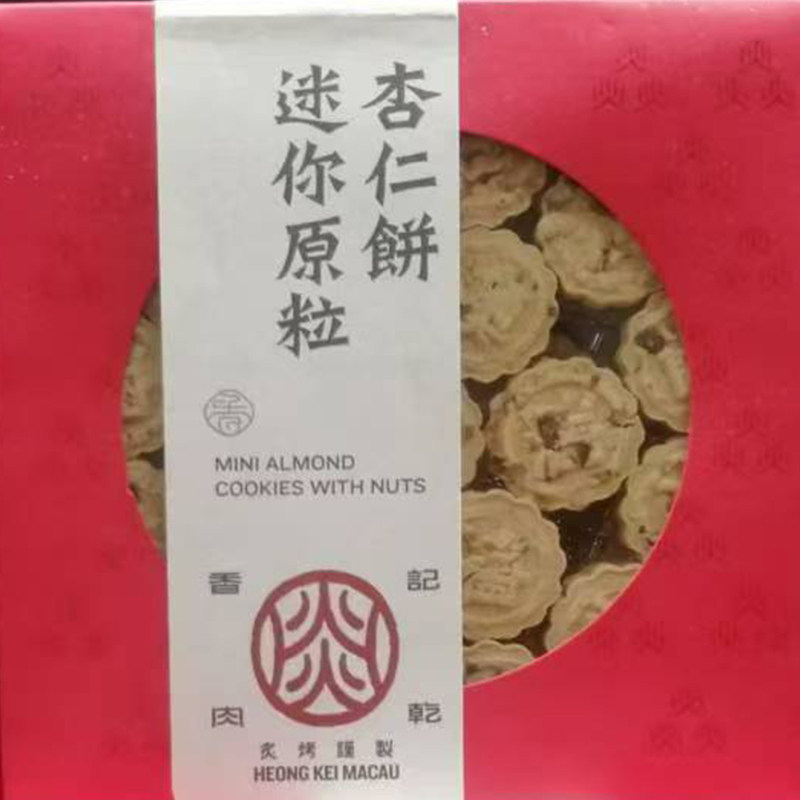 杏仁餅
迷你原粒
MINI ALMOND
COOKIES WITH NUTS
香記
肉乾
炙烤謹製
HEONG KEI MACAU